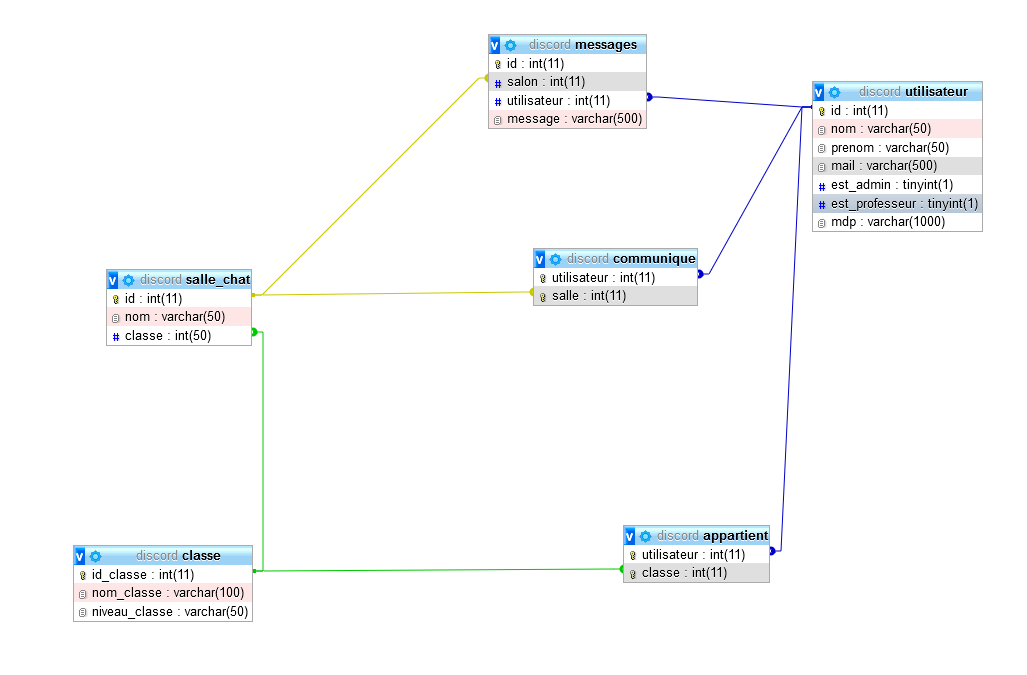 v discord messages
id : int(11)
# salon : int(11)
# utilisateur : int(11)
message : varchar(500)
v discord utilisateur
id : int(11)
nom : varchar(50)
prenom : varchar(50)
mail : varchar(500)
# est_admin : tinyint(1)
# est_professeur : tinyint(1)
mdp : varchar(1000)
v discord communique
utilisateur : int(11)
salle : int(11)
v discord salle_chat
id : int(11)
nom : varchar(50)
# classe : int(50)
v discord appartient
utilisateur : int(11)
classe : int(11)
v discord classe
id_classe : int(11)
nom_classe : varchar(100)
niveau_classe : varchar(50)